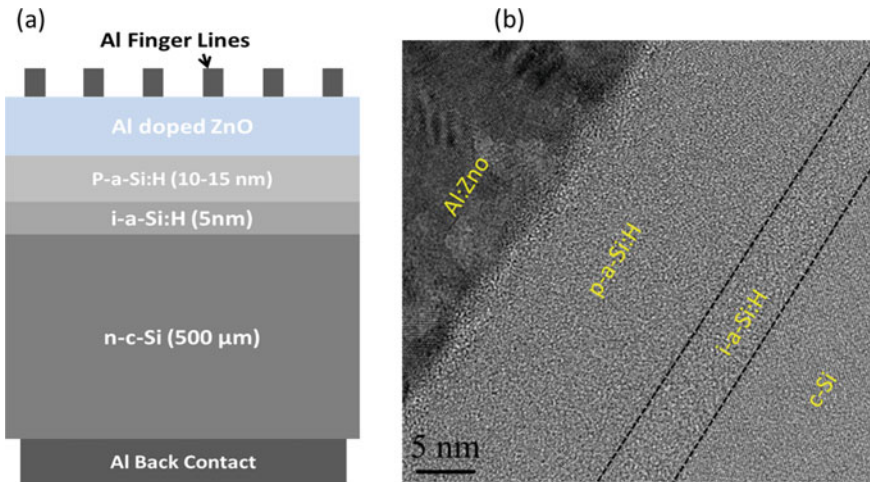 (a)
Al Finger Lines
Al doped ZnO
P-a-Si:H (10-15 nm)
i-a-Si:H (5nm)
n-c-Si (500 μm)
Al Back Contact
(b)
Al:Zno
p-a-Si:H
i-a-Si:H
c-Si
5 nm